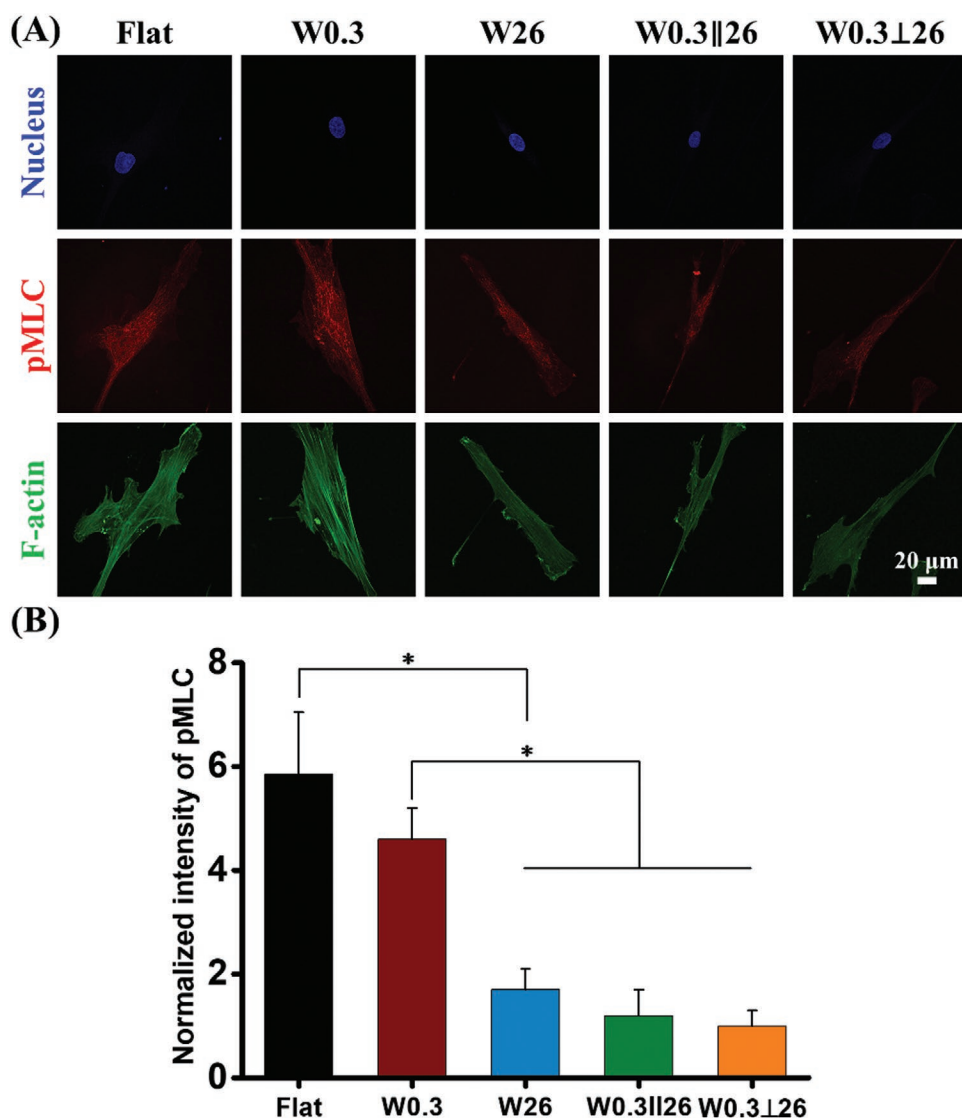 (A)
Flat W0.3 W26 W0.3∥26 W0.3⊥26
Nucleus
pMLC
F-actin
20 μm
(B)
Normalized intensity of pMLC
8
6
4
2
0
*
*
Flat W0.3 W26 W0.3∥26 W0.3⊥26